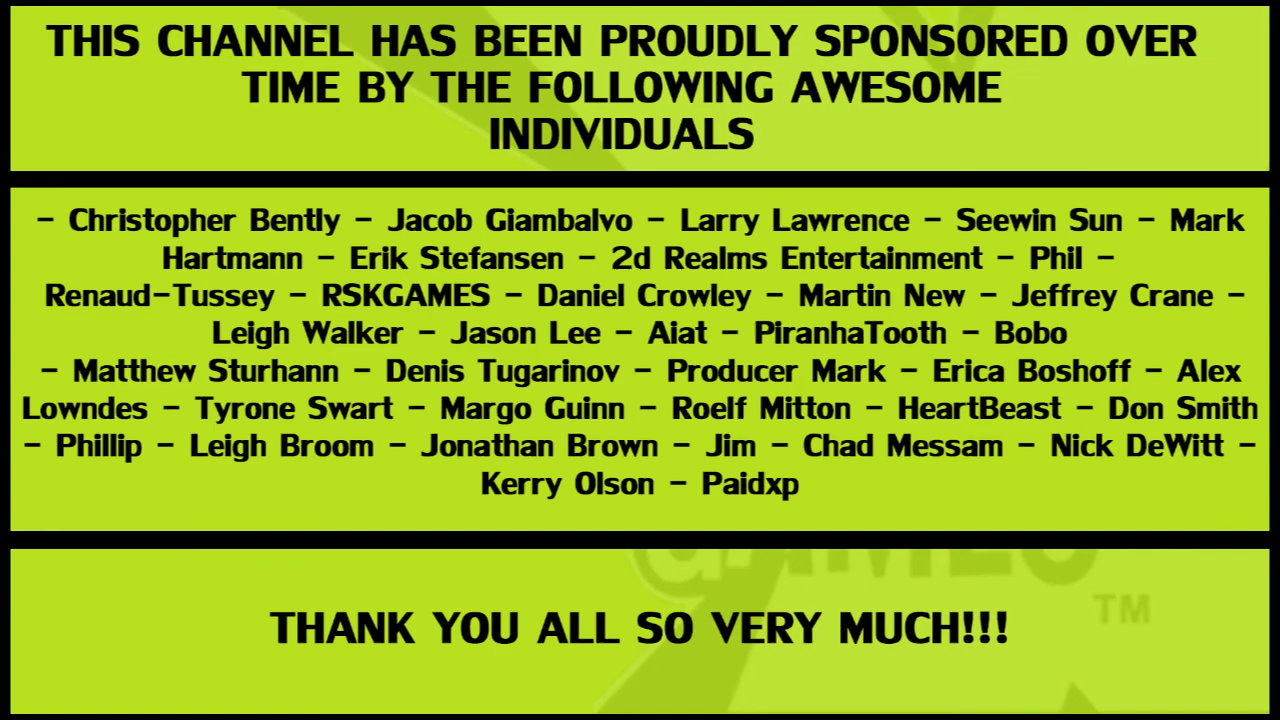 THIS CHANNEL HAS BEEN PROUDLY SPONSORED OVER
TIME BY THE FOLLOWING AWESOME
INDIVIDUALS
- Christopher Bently - Jacob Giambalvo - Larry Lawrence - Seewin Sun - Mark
Hartmann - Erik Stefansen - 2d Realms Entertainment - Phil -
Renaud-Tussey - RSKGAMES - Daniel Crowley - Martin New - Jeffrey Crane -
Leigh Walker - Jason Lee - Aiat - PiranhaTooth - Bobo
- Matthew Sturhann - Denis Tugarinov - Producer Mark - Erica Boshoff - Alex
Lowndes - Tyrone Swart - Margo Guinn - Roelf Mitton - HeartBeast - Don Smith
- Phillip - Leigh Broom - Jonathan Brown - Jim - Chad Messam - Nick DeWitt -
Kerry Olson - Paidxp
GAMES
TM
THANK YOU ALL SO VERY MUCH!!!